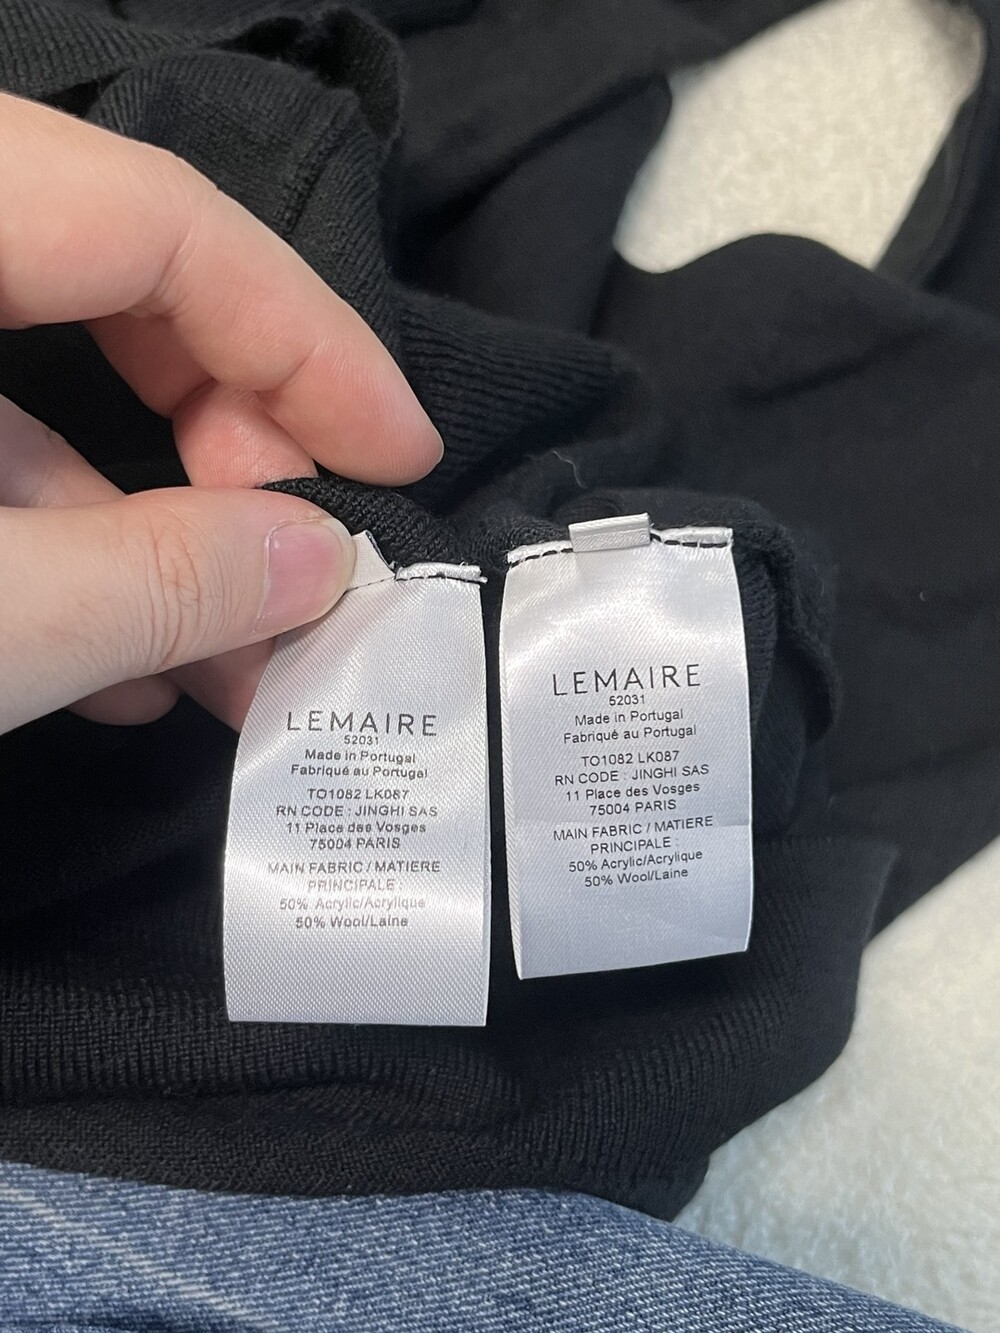 LEMAIRE
52031
Made in Portugal
Fabriqué au Portugal
TO1082 LK087
RN CODE : JINGHI SAS
11 Place des Vosges
75004 PARIS
MAIN FABRIC / MATIERE
PRINCIPALE :
50% Acrylic/Acrylique
50% Wool/Laine
LEMAIRE
52031
Made in Portugal
Fabriqué au Portugal
TO1082 LK087
RN CODE : JINGHI SAS
11 Place des Vosges
75004 PARIS
MAIN FABRIC / MATIERE
PRINCIPALE :
50% Acrylic/Acrylique
50% Wool/Laine